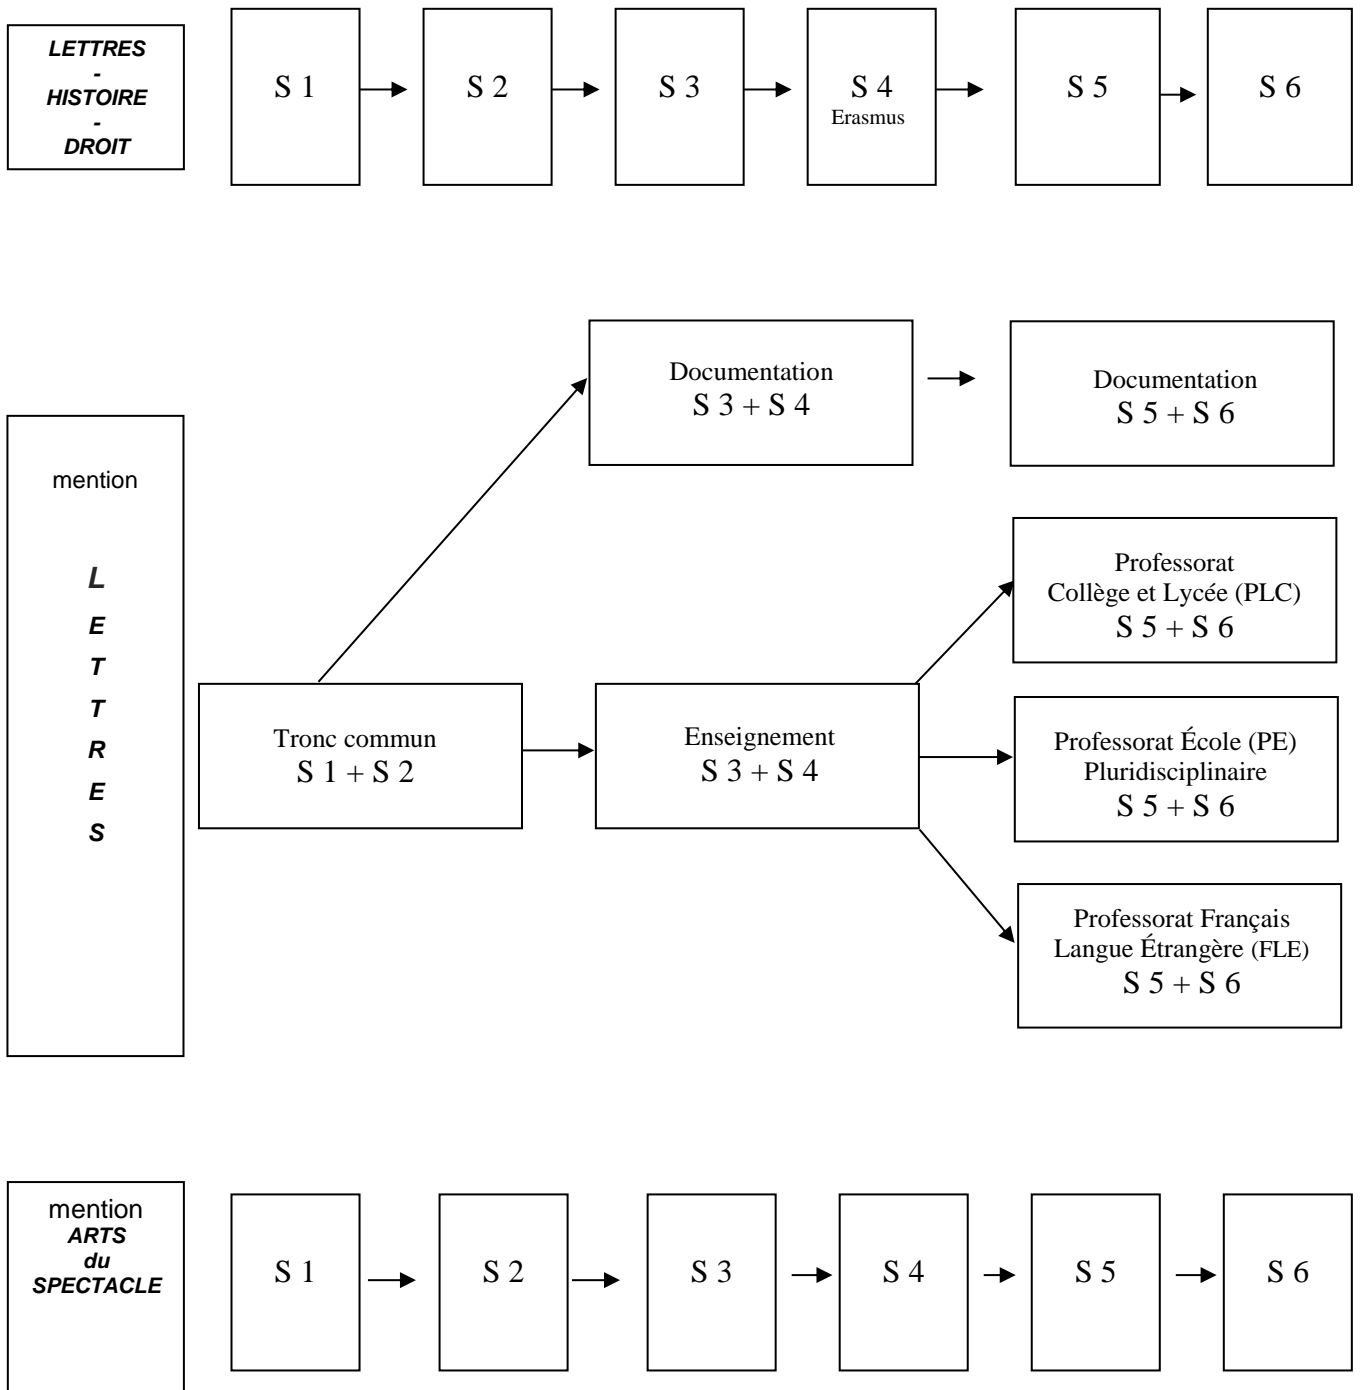 LETTRES
-
HISTOIRE
-
DROIT
S 1
S 2
S 3
S 4
Erasmus
S 5
S 6
mention
L
E
T
T
R
E
S
Documentation
S 3 + S 4
Documentation
S 5 + S 6
Professorat
Collège et Lycée (PLC)
S 5 + S 6
Tronc commun
S 1 + S 2
Enseignement
S 3 + S 4
Professorat École (PE)
Pluridisciplinaire
S 5 + S 6
Professorat Français
Langue Étrangère (FLE)
S 5 + S 6
mention
ARTS
du
SPECTACLE
S 1
S 2
S 3
S 4
S 5
S 6